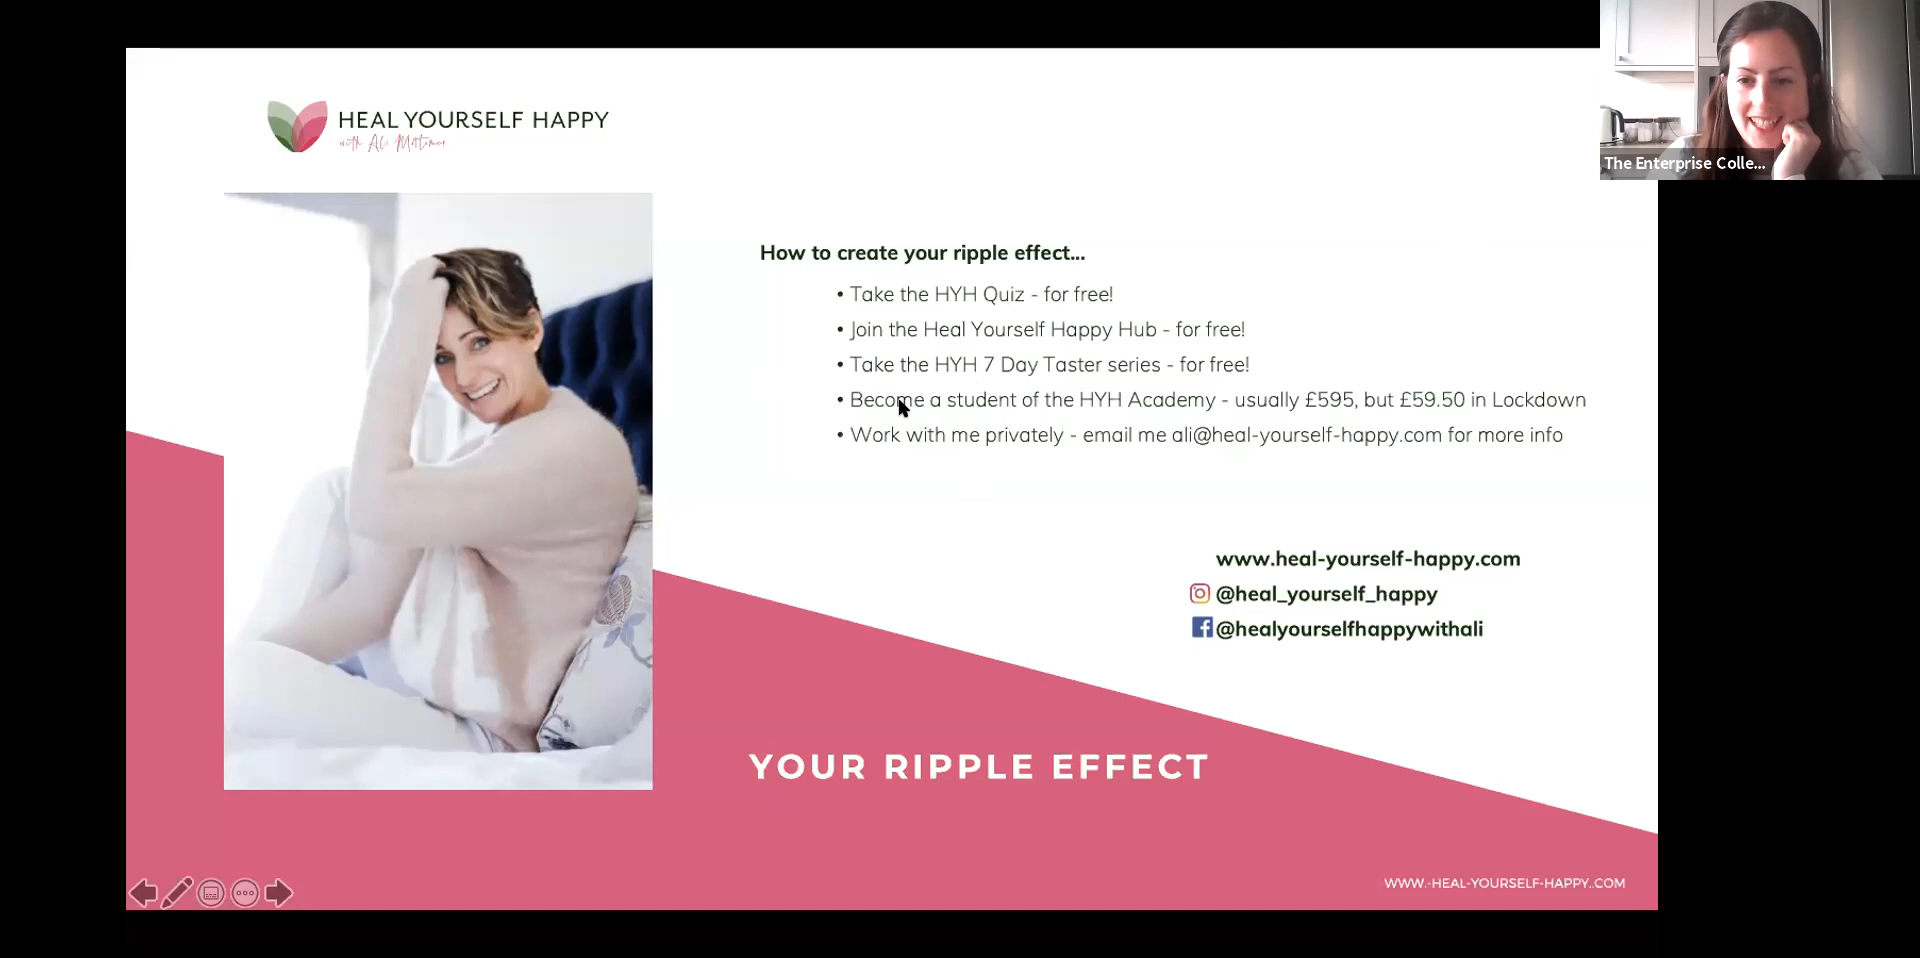 HEAL YOURSELF HAPPY
with Ali Mortimer
The Enterprise Colle...
How to create your ripple effect...
• Take the HYH Quiz - for free!
• Join the Heal Yourself Happy Hub - for free!
• Take the HYH 7 Day Taster series - for free!
• Become a student of the HYH Academy - usually £595, but £59.50 in Lockdown
• Work with me privately - email me ali@heal-yourself-happy.com for more info
www.heal-yourself-happy.com
@heal_yourself_happy
@healyourselfhappywithali
YOUR RIPPLE EFFECT
WWW.-HEAL-YOURSELF-HAPPY..COM